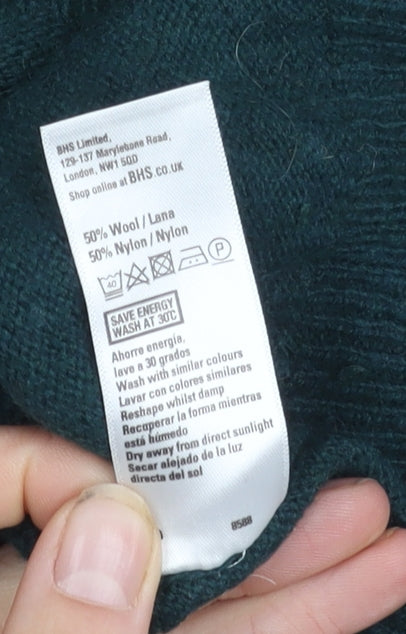 BHS Limited,
129-137 Marylebone Road,
London, NW1 5QD
Shop online at BHS.CO.UK
50% Wool / Lana
50% Nylon / Nylon
40 P
SAVE ENERGY
WASH AT 30°C
Ahorre energía,
lave a 30 grados
Wash with similar colours
Lavar con colores similares
Reshape whilst damp
Recuperar la forma mientras
está húmedo
Dry away from direct sunlight
Secar alejado de la luz
directa del sol
8588